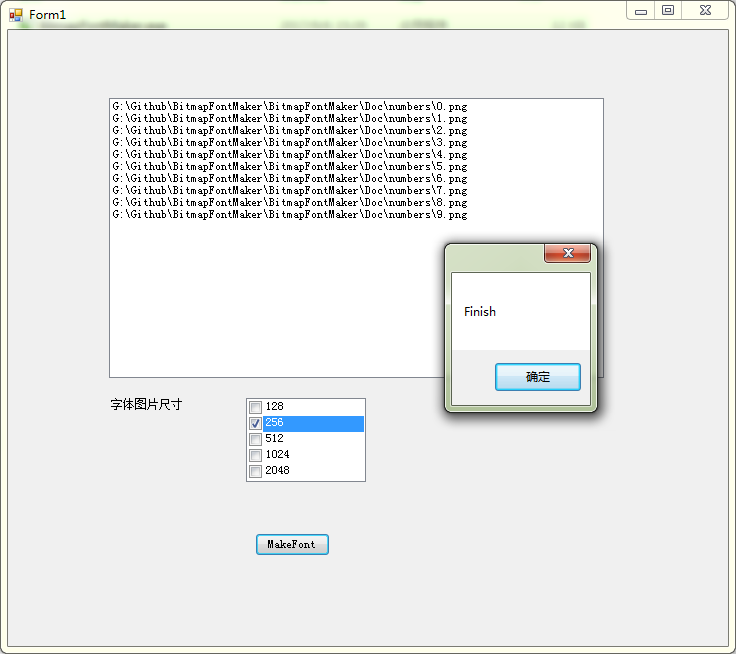 Form1
G:\Github\BitmapFontMaker\BitmapFontMaker\Doc\numbers\0.png
G:\Github\BitmapFontMaker\BitmapFontMaker\Doc\numbers\1.png
G:\Github\BitmapFontMaker\BitmapFontMaker\Doc\numbers\2.png
G:\Github\BitmapFontMaker\BitmapFontMaker\Doc\numbers\3.png
G:\Github\BitmapFontMaker\BitmapFontMaker\Doc\numbers\4.png
G:\Github\BitmapFontMaker\BitmapFontMaker\Doc\numbers\5.png
G:\Github\BitmapFontMaker\BitmapFontMaker\Doc\numbers\6.png
G:\Github\BitmapFontMaker\BitmapFontMaker\Doc\numbers\7.png
G:\Github\BitmapFontMaker\BitmapFontMaker\Doc\numbers\8.png
G:\Github\BitmapFontMaker\BitmapFontMaker\Doc\numbers\9.png
Finish
确定
字体图片尺寸
128
256
512
1024
2048
MakeFont